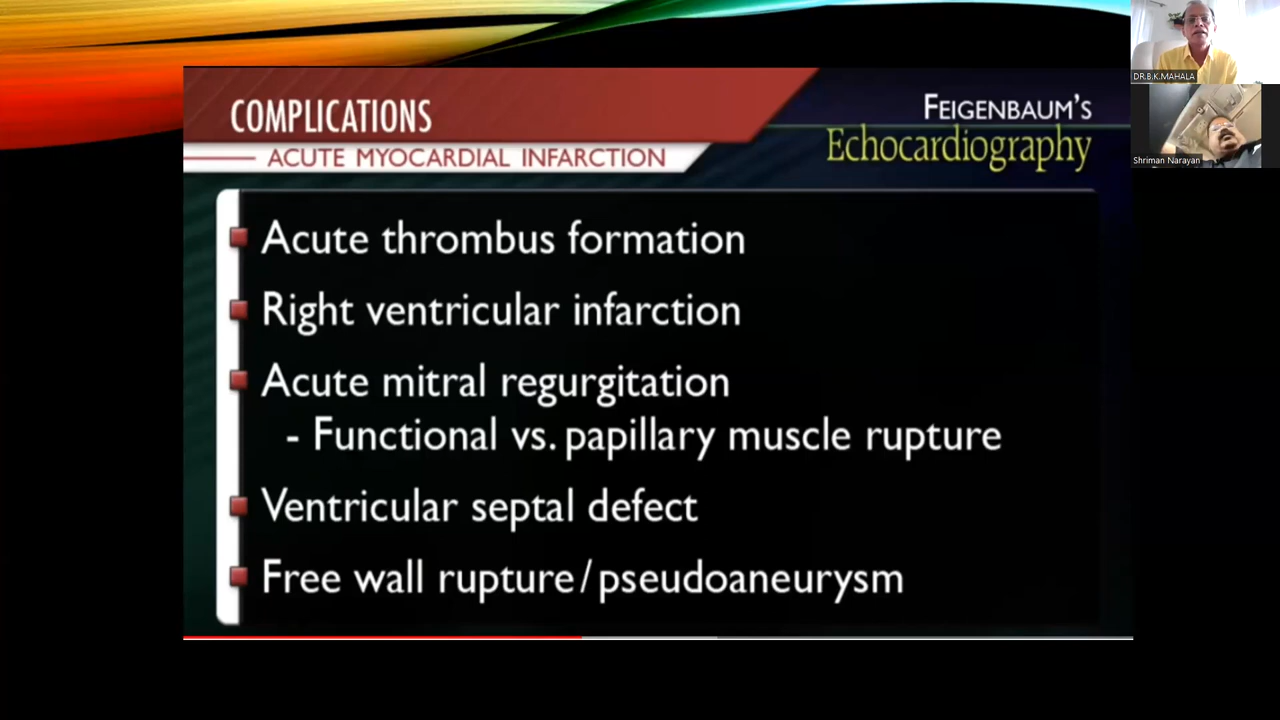 COMPLICATIONS
ACUTE MYOCARDIAL INFARCTION
FEIGENBAUM'S
Echocardiography
Acute thrombus formation
Right ventricular infarction
Acute mitral regurgitation
- Functional vs. papillary muscle rupture
Ventricular septal defect
Free wall rupture/pseudoaneurysm
DR.B.K.MAHALA
Shriman Narayan